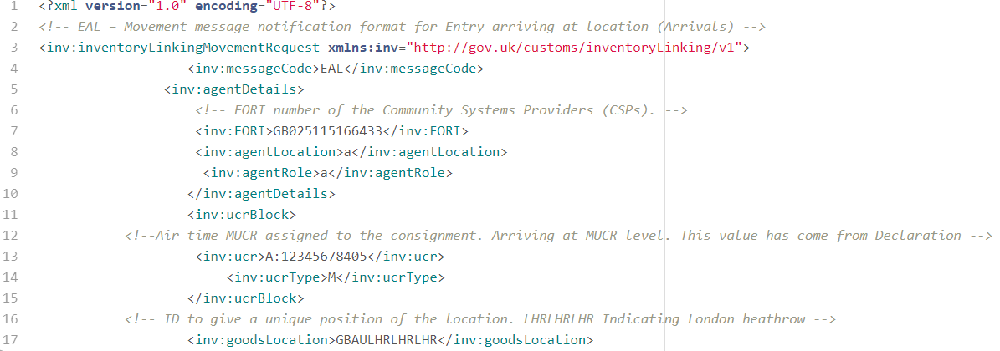 1 <?xml version="1.0" encoding="UTF-8"?>
2 <!-- EAL – Movement message notification format for Entry arriving at location (Arrivals) -->
3 <inv:inventoryLinkingMovementRequest xmlns:inv="http://gov.uk/customs/inventoryLinking/v1">
4 <inv:messageCode>EAL</inv:messageCode>
5 <inv:agentDetails>
6 <!-- EORI number of the Community Systems Providers (CSPs). -->
7 <inv:EORI>GB025115166433</inv:EORI>
8 <inv:agentLocation>a</inv:agentLocation>
9 <inv:agentRole>a</inv:agentRole>
10 </inv:agentDetails>
11 <inv:ucrBlock>
12 <!--Air time MUCR assigned to the consignment. Arriving at MUCR level. This value has come from Declaration -->
13 <inv:ucr>A:12345678405</inv:ucr>
14 <inv:ucrType>M</inv:ucrType>
15 </inv:ucrBlock>
16 <!-- ID to give a unique position of the location. LHRLHRLHR Indicating London heathrow -->
17 <inv:goodsLocation>GBAULHRLHRLHR</inv:goodsLocation>